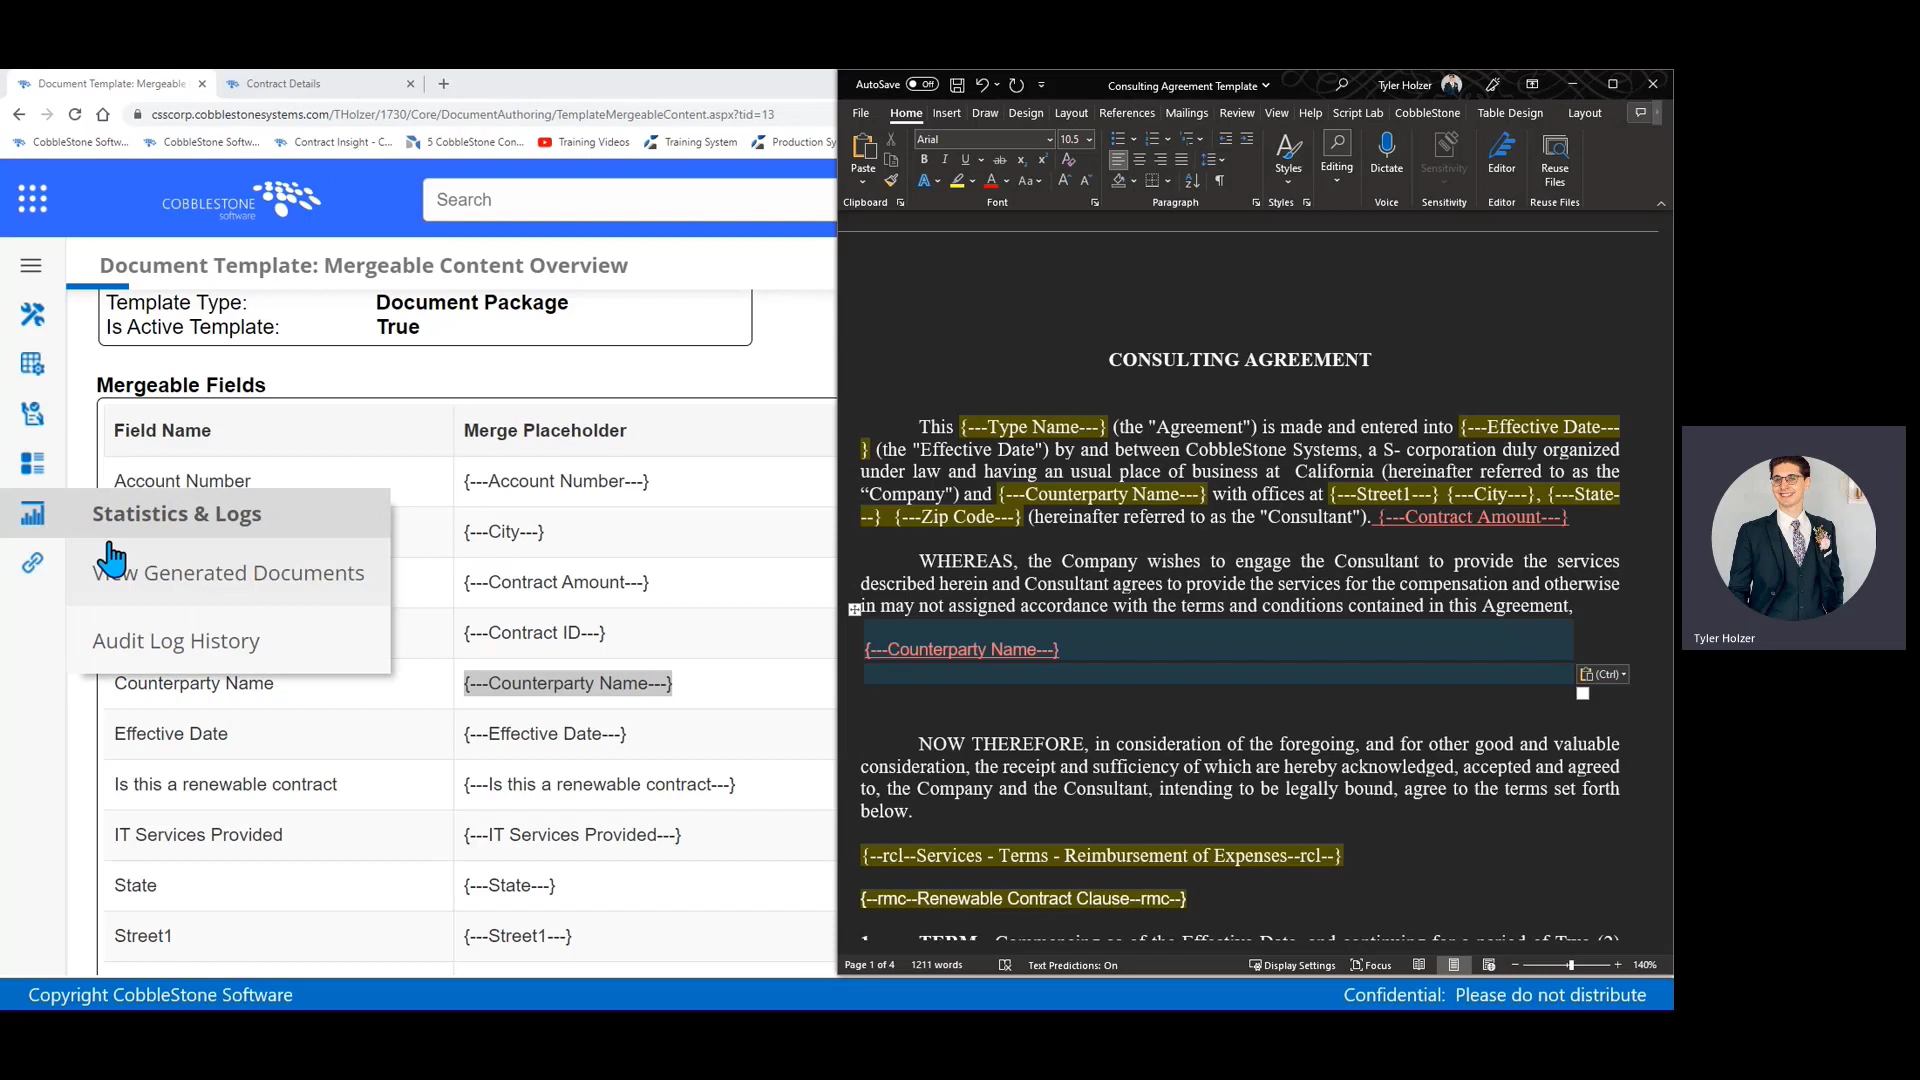 Document Template: Mergeable
Contract Details
csscorp.cobblestonesystems.com/THolzer/1730/Core/DocumentAuthoring/TemplateMergeableContent.aspx?tid=13
CobbleStone Softw...
CobbleStone Softw...
Contract Insight - C...
5 CobbleStone Con...
Training Videos
Training System
Production Sy
COBBLESTONE
software
Search
Document Template: Mergeable Content Overview
Template Type: Document Package
Is Active Template: True
Mergeable Fields
Field Name Merge Placeholder
Account Number {---Account Number---}
Statistics & Logs
{---City---}
View Generated Documents
{---Contract Amount---}
{---Contract ID---}
Audit Log History
Counterparty Name {---Counterparty Name---}
Effective Date {---Effective Date---}
Is this a renewable contract {---Is this a renewable contract---}
IT Services Provided {---IT Services Provided---}
State {---State---}
Street1 {---Street1---}
AutoSave Off
Consulting Agreement Template
Tyler Holzer
File Home Insert Draw Design Layout References Mailings Review View Help Script Lab CobbleStone Table Design Layout
Paste
Arial 10.5
Styles
Editing
Dictate
Sensitivity
Editor
Reuse Files
Clipboard Font Paragraph Styles Voice Sensitivity Editor Reuse Files
CONSULTING AGREEMENT
This {---Type Name---} (the "Agreement") is made and entered into {---Effective Date---
} (the "Effective Date") by and between CobbleStone Systems, a S- corporation duly organized
under law and having an usual place of business at California (hereinafter referred to as the
“Company”) and {---Counterparty Name---} with offices at {---Street1---} {---City---}, {---State-
--} {---Zip Code---} (hereinafter referred to as the "Consultant"). {---Contract Amount---}
WHEREAS, the Company wishes to engage the Consultant to provide the services
described herein and Consultant agrees to provide the services for the compensation and otherwise
in may not assigned accordance with the terms and conditions contained in this Agreement,
{---Counterparty Name---}
(Ctrl)
NOW THEREFORE, in consideration of the foregoing, and for other good and valuable
consideration, the receipt and sufficiency of which are hereby acknowledged, accepted and agreed
to, the Company and the Consultant, intending to be legally bound, agree to the terms set forth
below.
{--rcl--Services - Terms - Reimbursement of Expenses--rcl--}
{--rmc--Renewable Contract Clause--rmc--}
1. TERM. Commencing as of the Effective Date, and continuing for a period of Two (2)
Page 1 of 4 1211 words Text Predictions: On Display Settings Focus 140%
Tyler Holzer
Copyright CobbleStone Software
Confidential: Please do not distribute